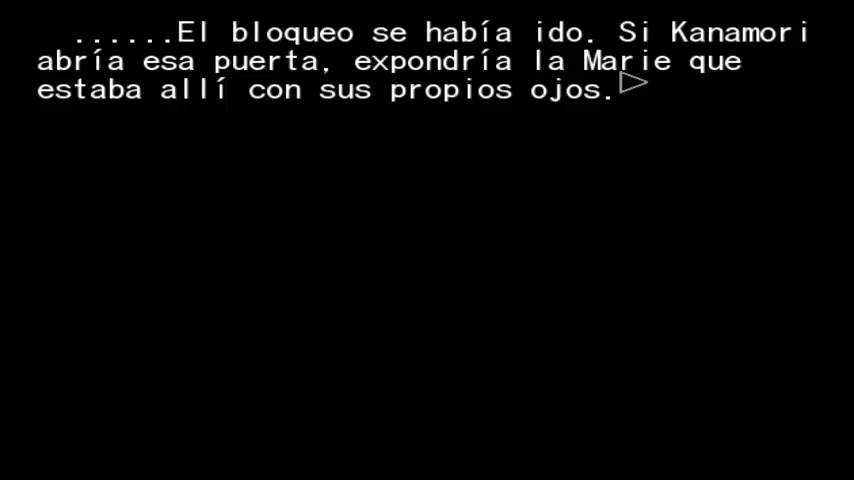 ......El bloqueo se había ido. Si Kanamori
abría esa puerta, expondría la Marie que
estaba allí con sus propios ojos.